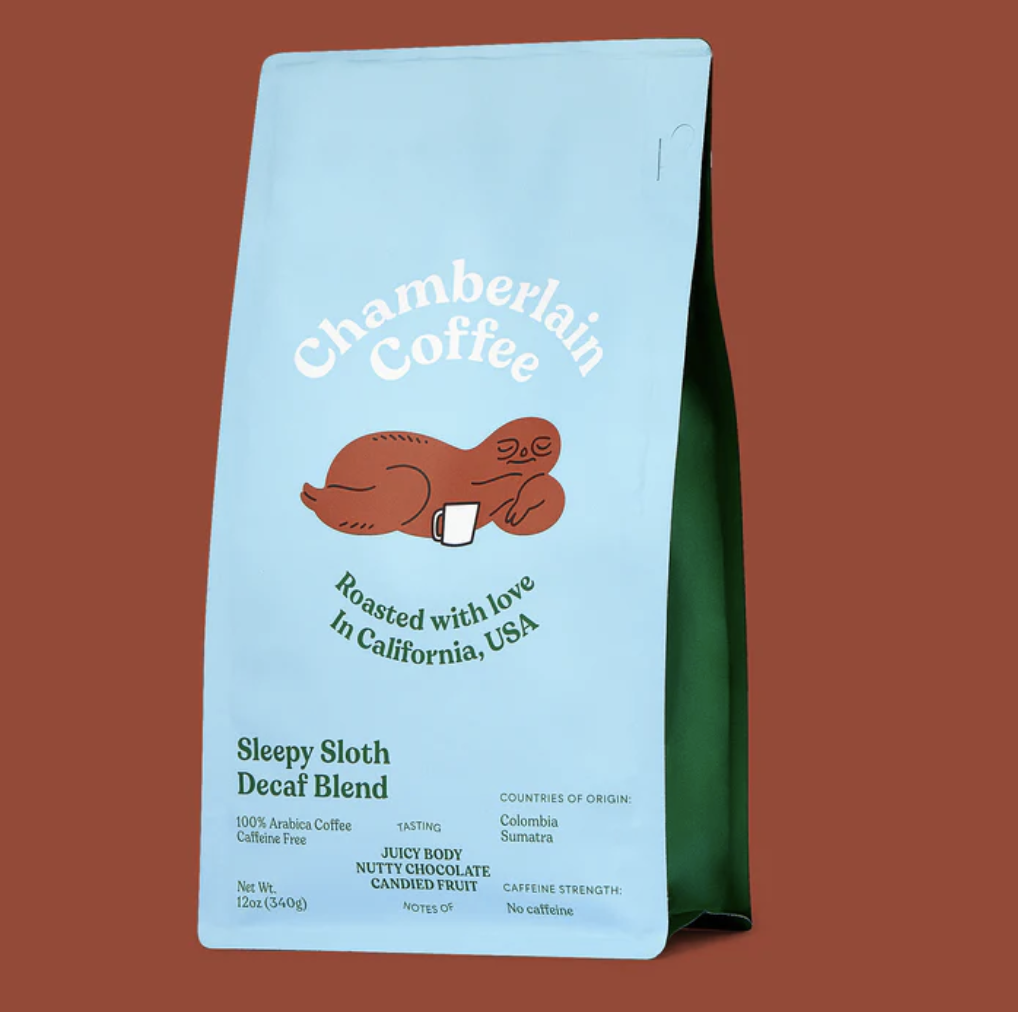 Chamberlain
Coffee
Roasted with love
In California, USA
Sleepy Sloth
Decaf Blend
100% Arabica Coffee
Caffeine Free
Net Wt.
12oz (340g)
TASTING
JUICY BODY
NUTTY CHOCOLATE
CANDIED FRUIT
NOTES OF
COUNTRIES OF ORIGIN:
Colombia
Sumatra
CAFFEINE STRENGTH:
No caffeine